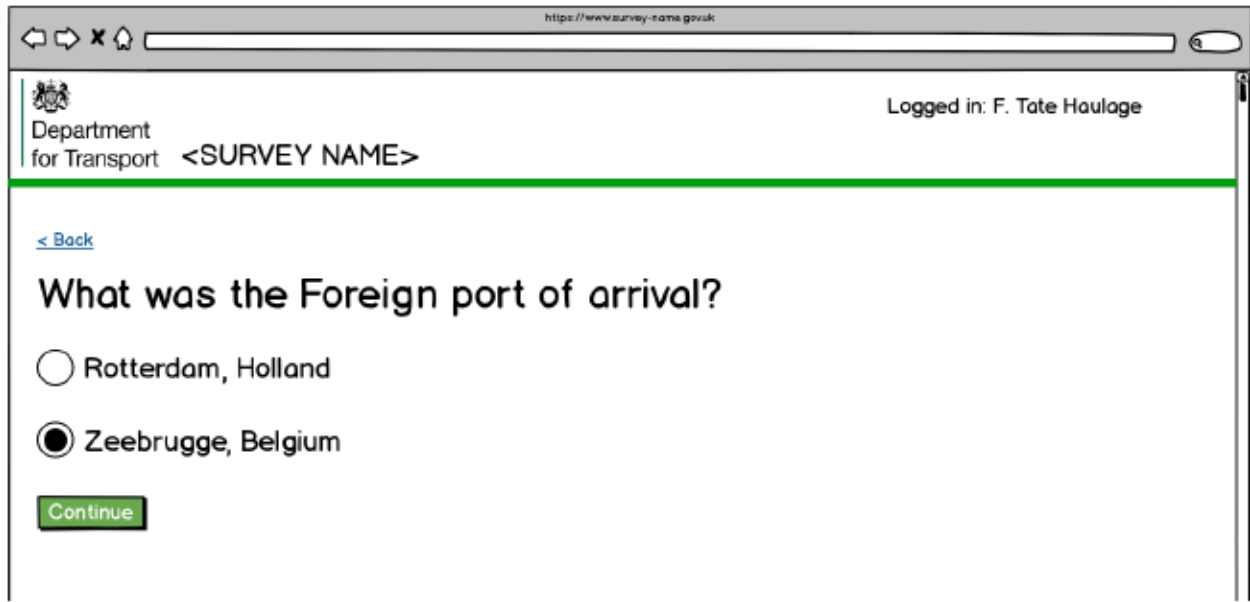 https://www.survey-name.gov.uk
Logged in: F. Tate Haulage
Department
for Transport <SURVEY NAME>
< Back
What was the Foreign port of arrival?
Rotterdam, Holland
Zeebrugge, Belgium
Continue